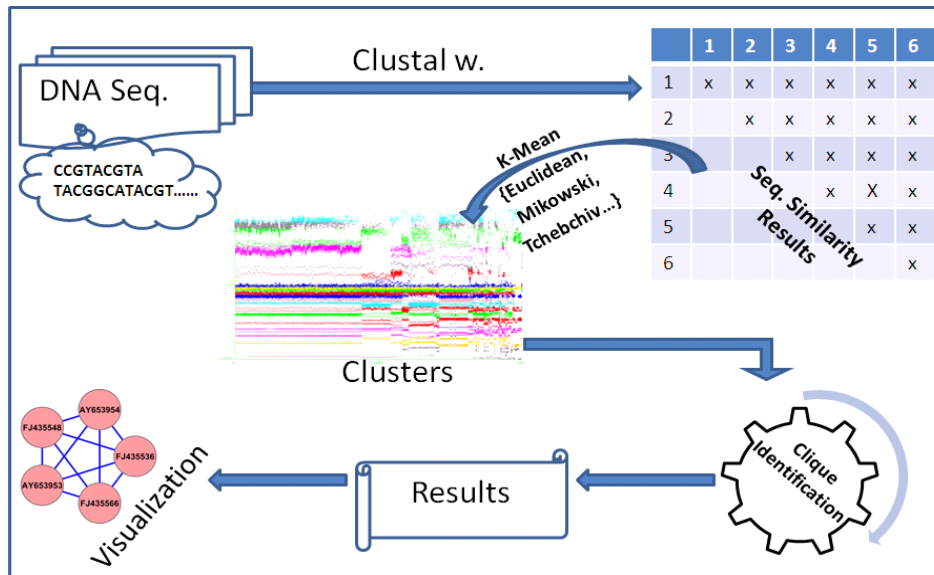 DNA Seq.
CCGTACGTA
TACGGCATACGT......
Clustal w.
1 2 3 4 5 6
1 x x x x x x
2 x x x x x
3 x x x x
4 x X x
5 x x
6 x
Seq. Similarity
Results
K-Mean
{Euclidean,
Mikowski,
Tchebchiv...}
Clusters
Clique
Identification
Results
Visualization
AY653954
FJ435548
FJ435536
AY653953
FJ435566